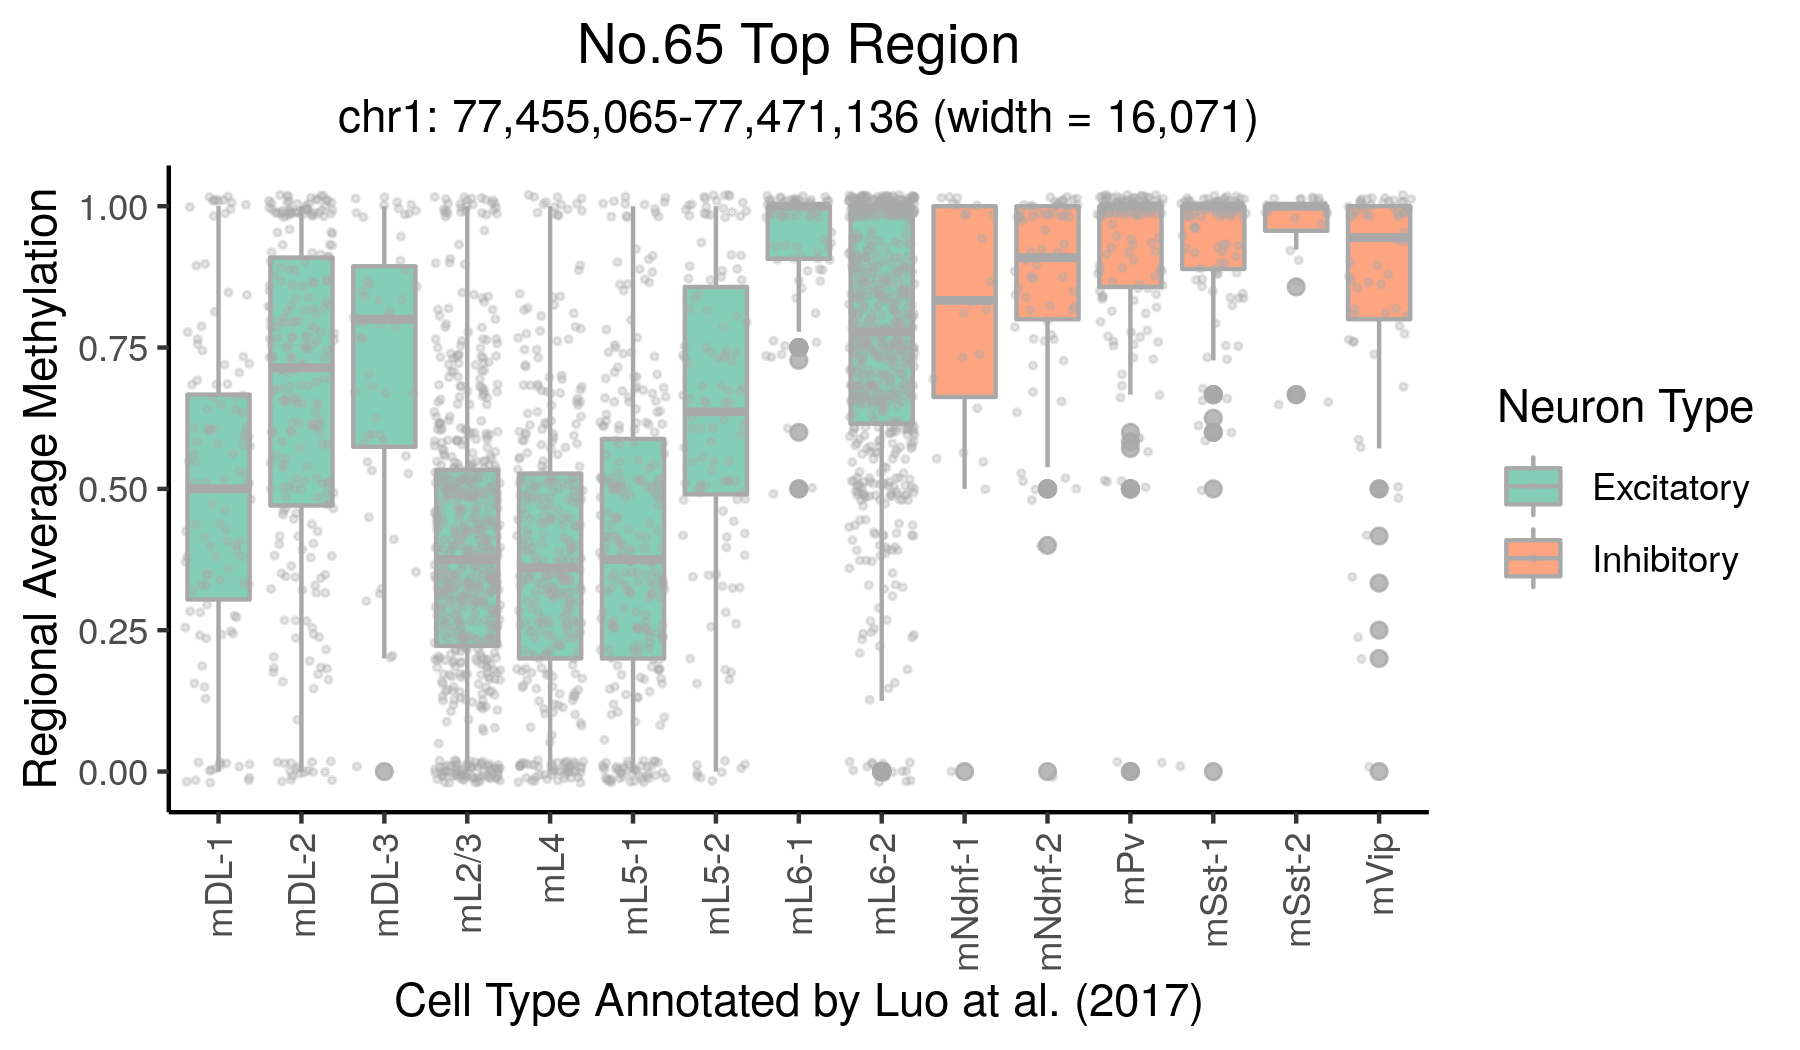 No.65 Top Region
chr1: 77,455,065-77,471,136 (width = 16,071)
Regional Average Methylation
1.00
0.75
0.50
0.25
0.00
mDL-1
mDL-2
mDL-3
mL2/3
mL4
mL5-1
mL5-2
mL6-1
mL6-2
mNdnf-1
mNdnf-2
mPv
mSst-1
mSst-2
mVip
Cell Type Annotated by Luo at al. (2017)
Neuron Type
Excitatory
Inhibitory